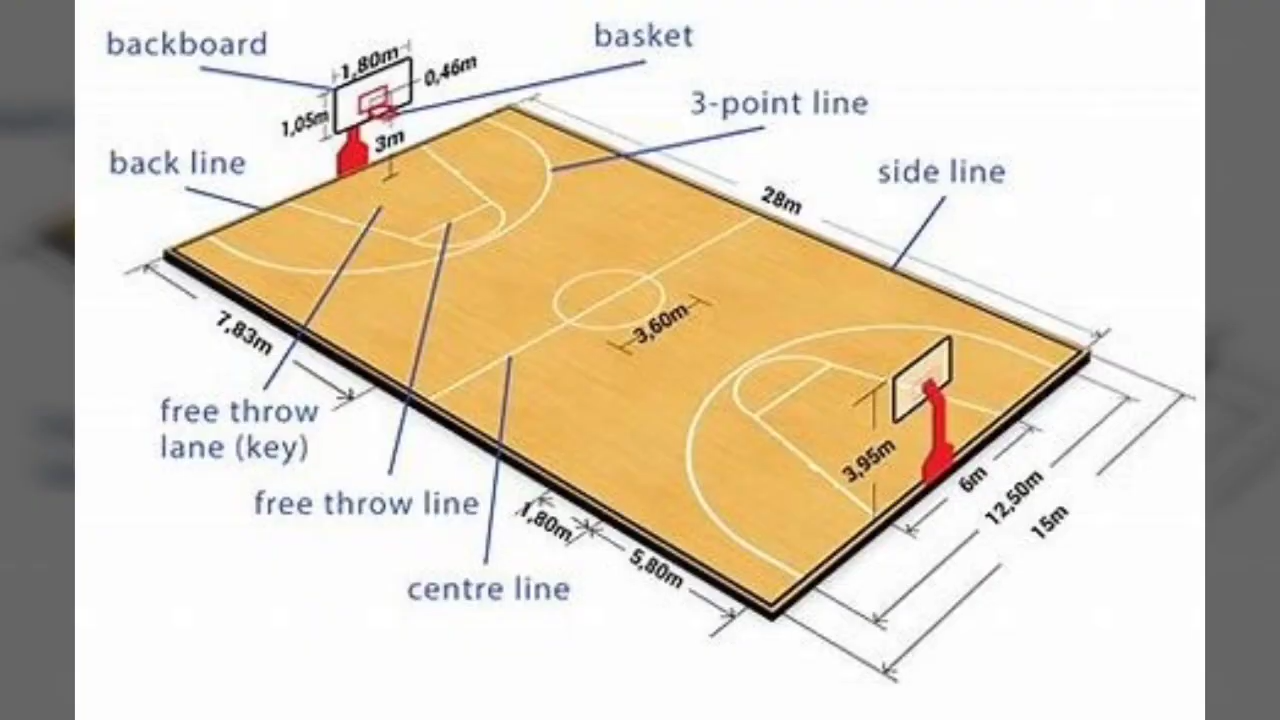 backboard
basket
1,80m
0,46m
1,05m
3m
3-point line
back line
side line
28m
7,83m
3,60m
free throw
lane (key)
free throw line
centre line
1,80m
5,80m
3,95m
6m
12,50m
15m